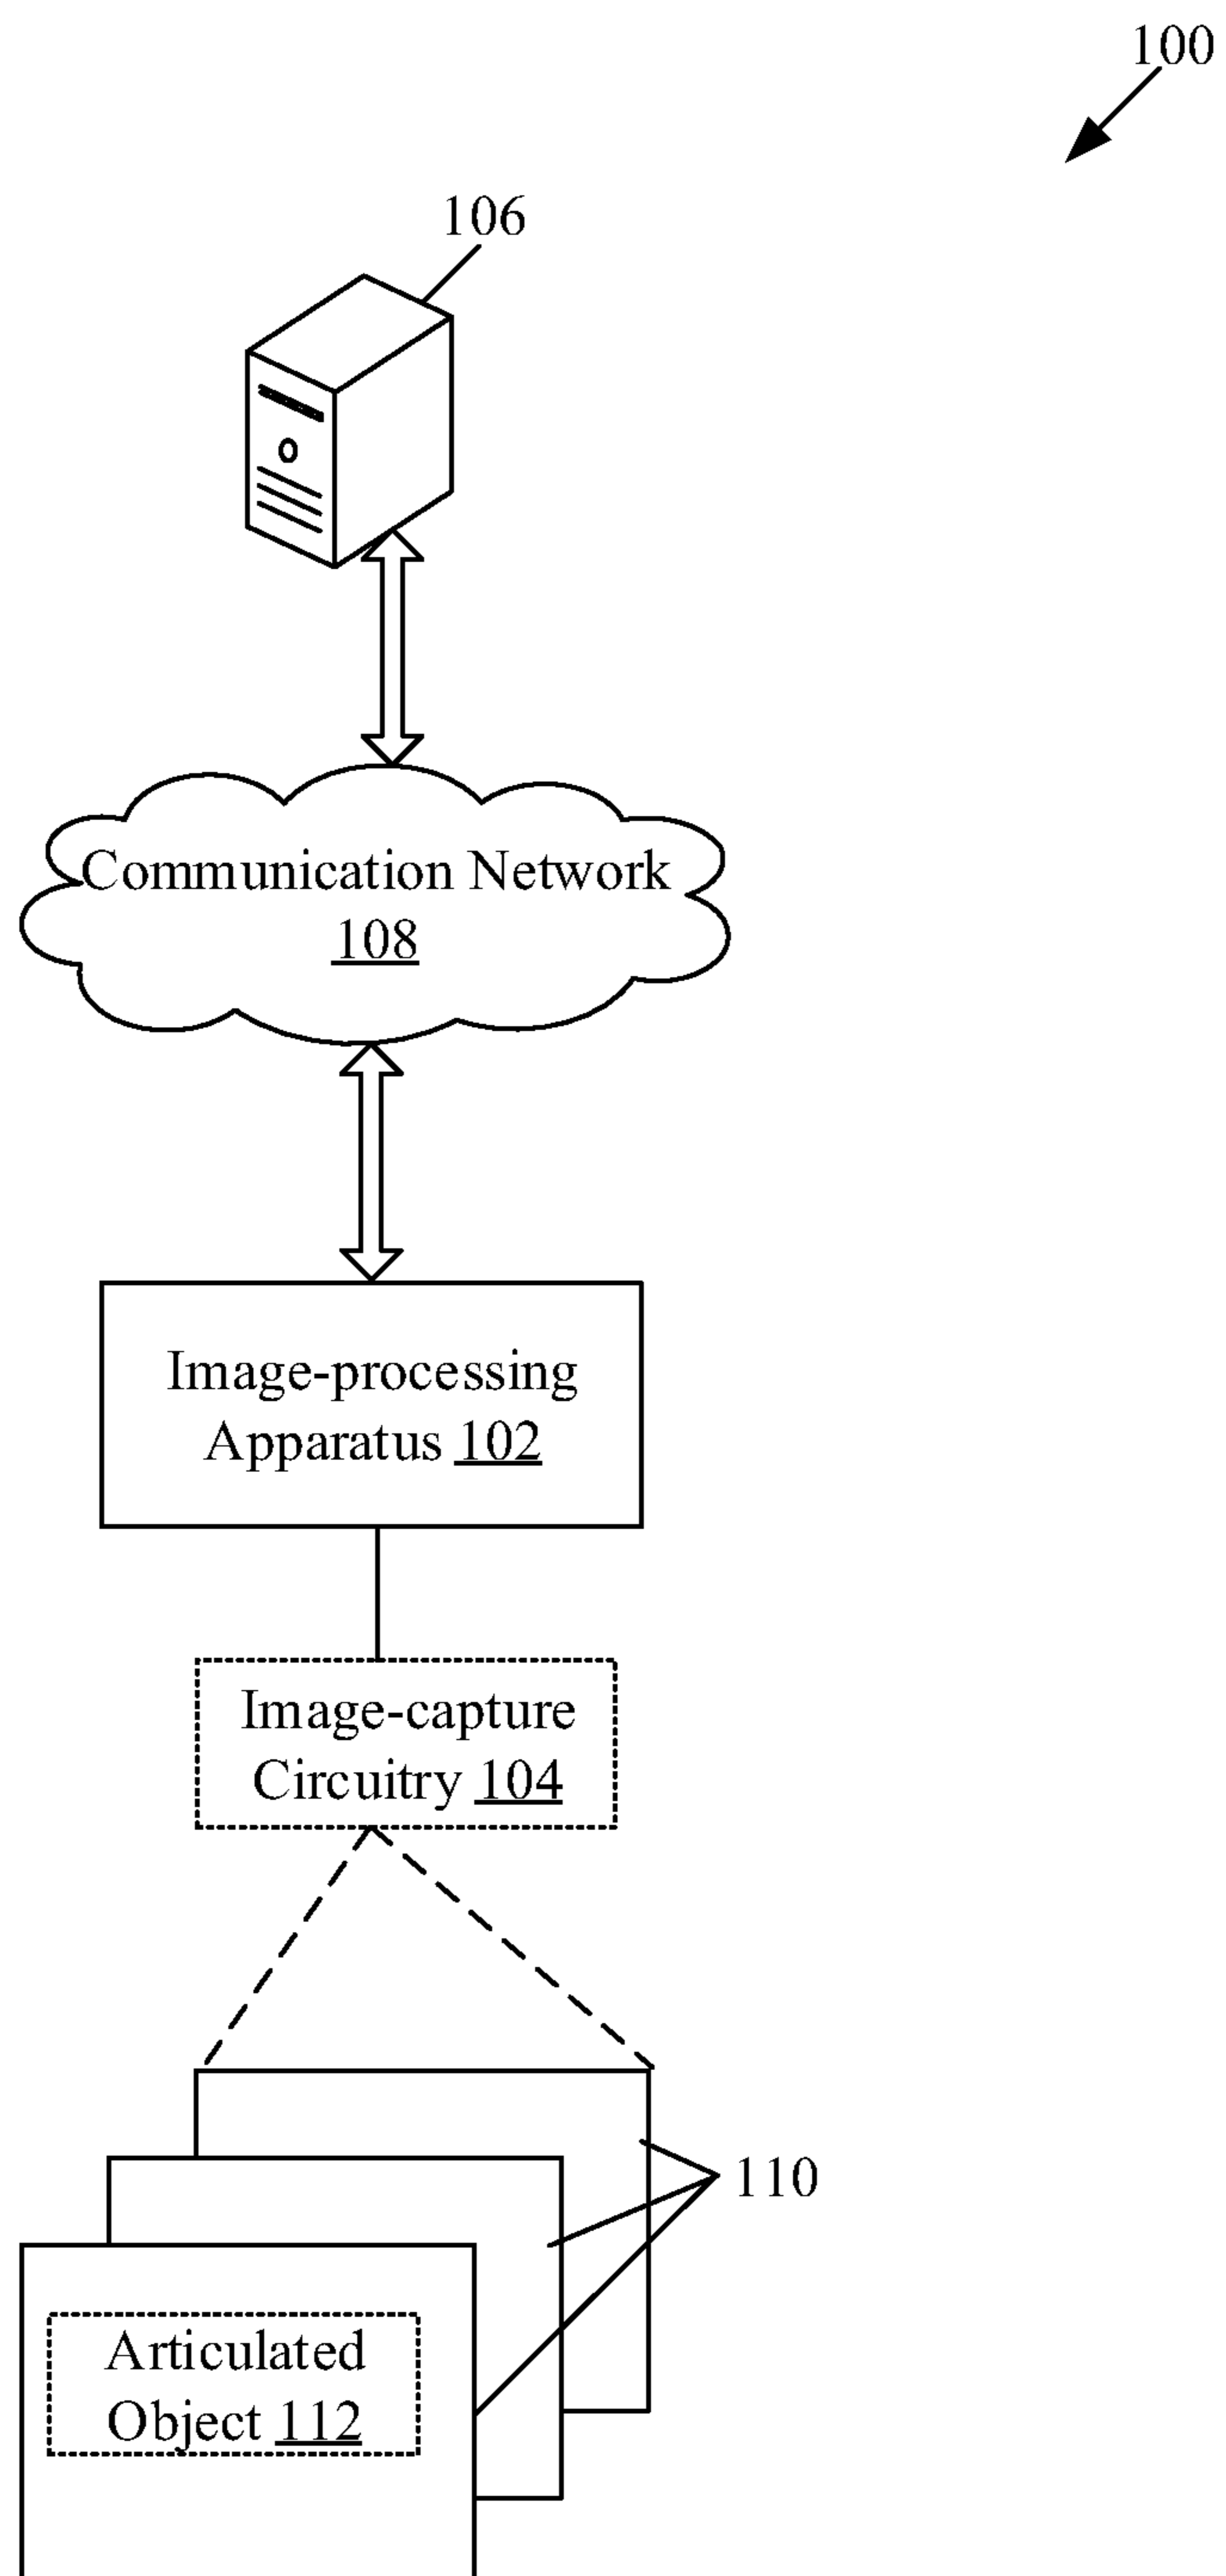 100
106
Communication Network
108
Image-processing
Apparatus 102
Image-capture
Circuitry 104
110
Articulated
Object 112